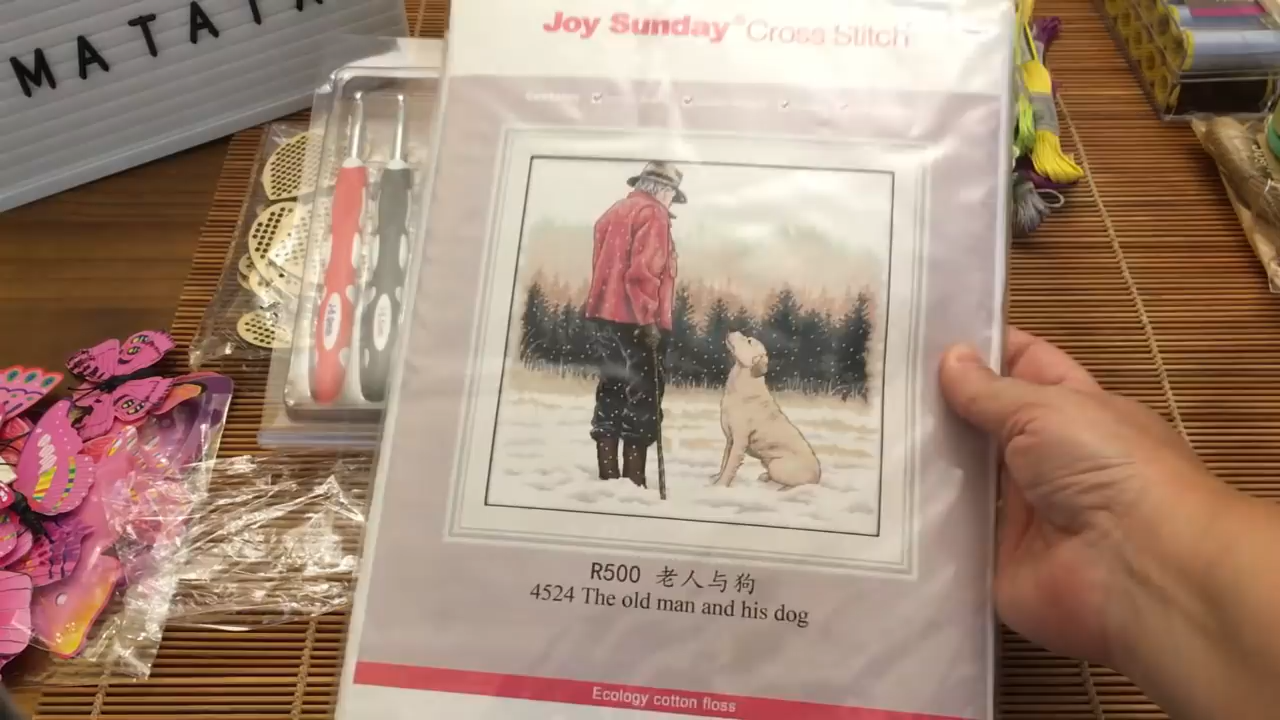 MATATA
Joy Sunday® Cross Stitch
R500 老人与狗
4524 The old man and his dog
Ecology cotton floss